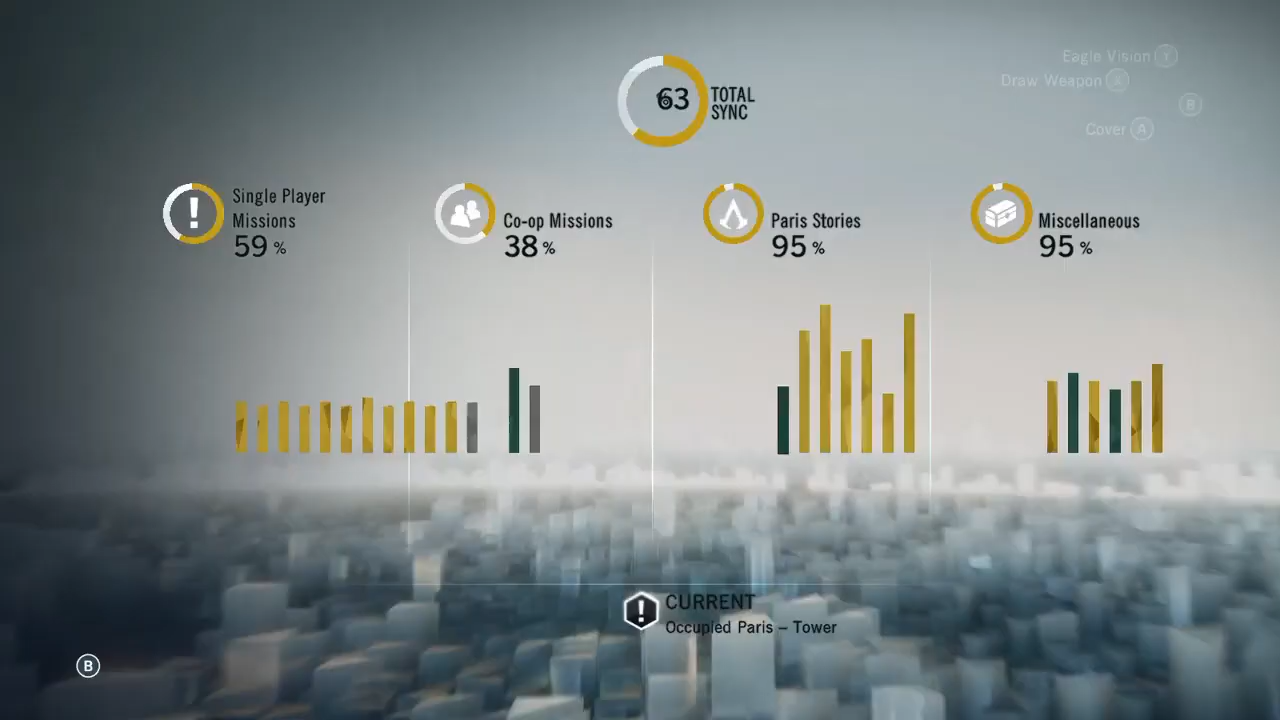 Eagle Vision Y
Draw Weapon X
B
Cover A
63 TOTAL
SYNC
Single Player
Missions
59 %
Co-op Missions
38 %
Paris Stories
95 %
Miscellaneous
95 %
CURRENT
Occupied Paris – Tower
B